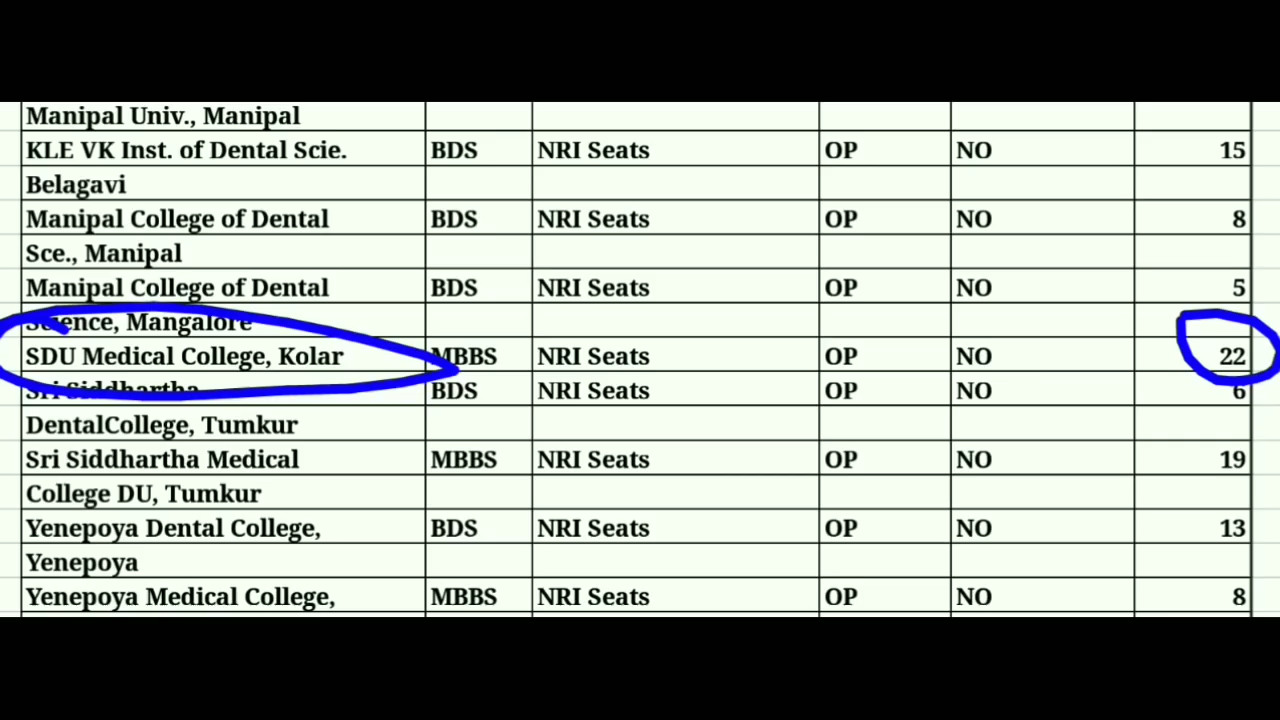 Manipal Univ., Manipal
KLE VK Inst. of Dental Scie. BDS NRI Seats OP NO 15
Belagavi
Manipal College of Dental BDS NRI Seats OP NO 8
Sce., Manipal
Manipal College of Dental BDS NRI Seats OP NO 5
Science, Mangalore
SDU Medical College, Kolar MBBS NRI Seats OP NO 22
Sri Siddhartha BDS NRI Seats OP NO 6
DentalCollege, Tumkur
Sri Siddhartha Medical MBBS NRI Seats OP NO 19
College DU, Tumkur
Yenepoya Dental College, BDS NRI Seats OP NO 13
Yenepoya
Yenepoya Medical College, MBBS NRI Seats OP NO 8